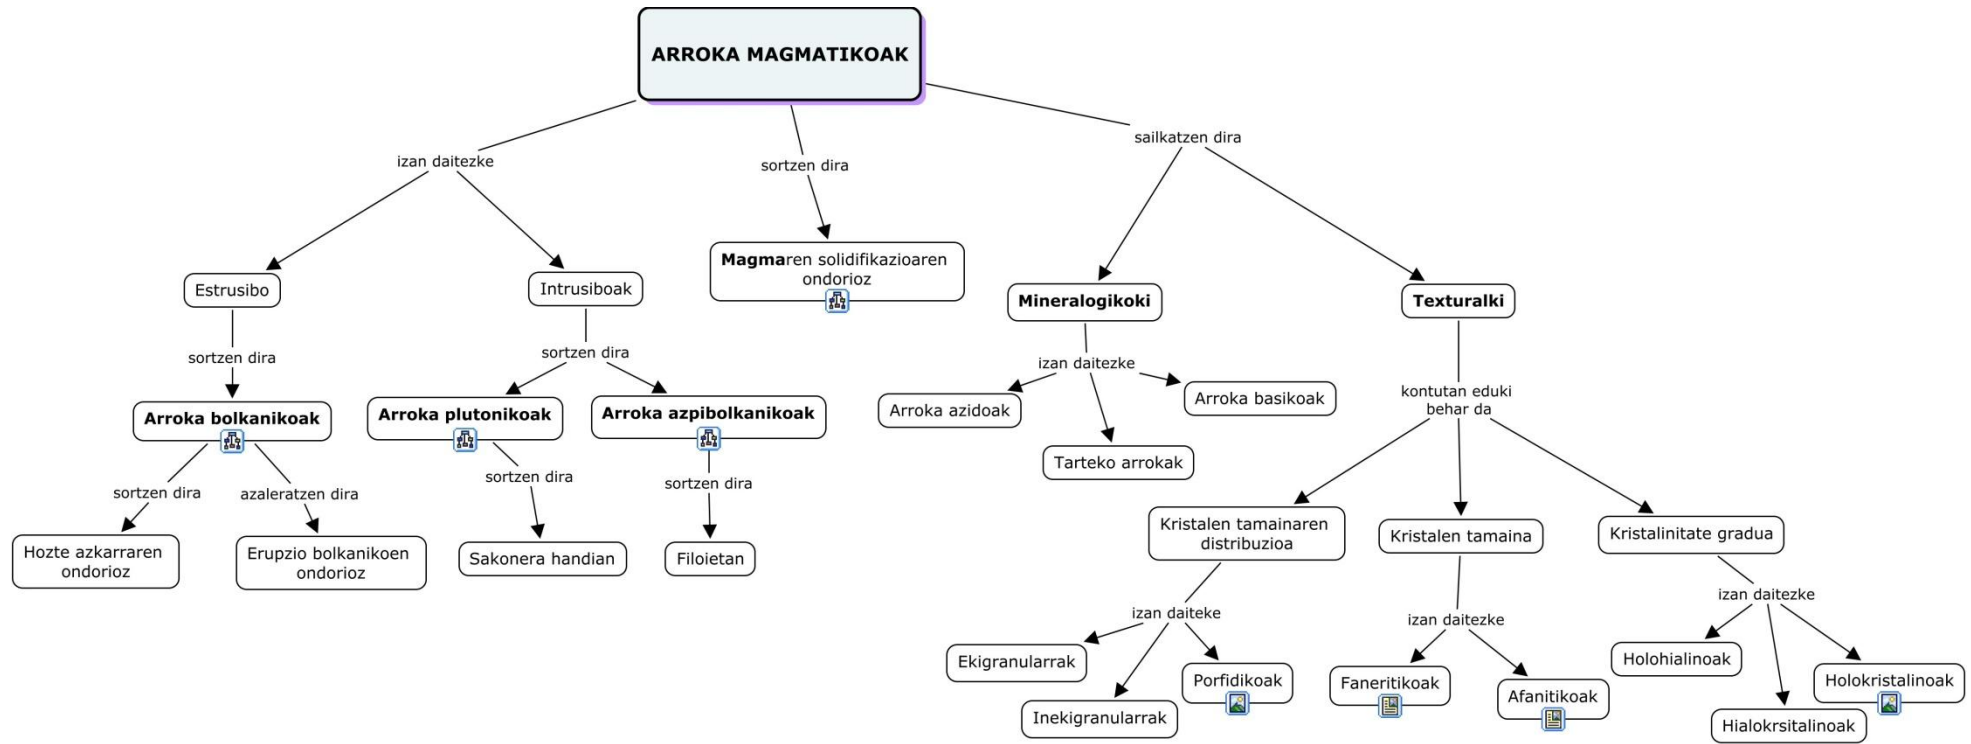 ARROKA MAGMATIKOAK
izan daitezke
sortzen dira
sailkatzen dira
Estrusibo
Intrusiboak
Magmaren solidifikazioaren
ondorioz
Mineralogikoki
Texturalki
sortzen dira
sortzen dira
izan daitezke
kontutan eduki
behar da
Arroka bolkanikoak
Arroka plutonikoak
Arroka azpibolkanikoak
Arroka azidoak
Arroka basikoak
Tarteko arrokak
sortzen dira
azaleratzen dira
sortzen dira
sortzen dira
Hozte azkarraren
ondorioz
Erupzio bolkanikoen
ondorioz
Sakonera handian
Filoietan
Kristalen tamainaren
distribuzioa
Kristalen tamaina
Kristalinitate gradua
izan daiteke
izan daitezke
izan daitezke
Ekigranularrak
Inekigranularrak
Porfidikoak
Faneritikoak
Afanitikoak
Holohialinoak
Hialokrsitalinoak
Holokristalinoak